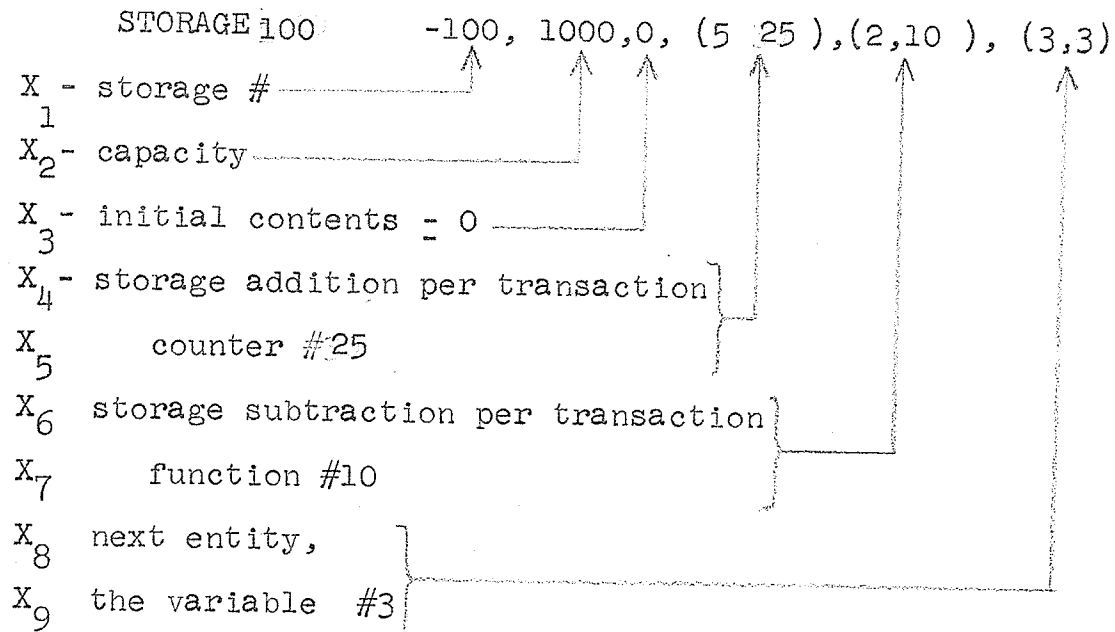 STORAGE 100 -100, 1000,0, (5 25 ),(2,10 ), (3,3)
X1 - storage #
X2 - capacity
X3 - initial contents = 0
X4 - storage addition per transaction
X5 counter #25
X6 storage subtraction per transaction
X7 function #10
X8 next entity,
X9 the variable #3